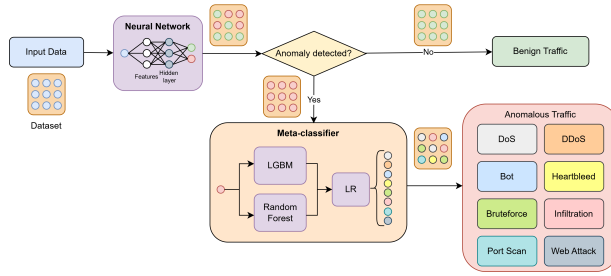 Neural Network
Input Data
Features
Hidden
layer
Dataset
Anomaly detected?
No
Benign Traffic
Yes
Meta-classifier
LGBM
Random
Forest
LR
Anomalous Traffic
DoS
DDoS
Bot
Heartbleed
Bruteforce
Infiltration
Port Scan
Web Attack